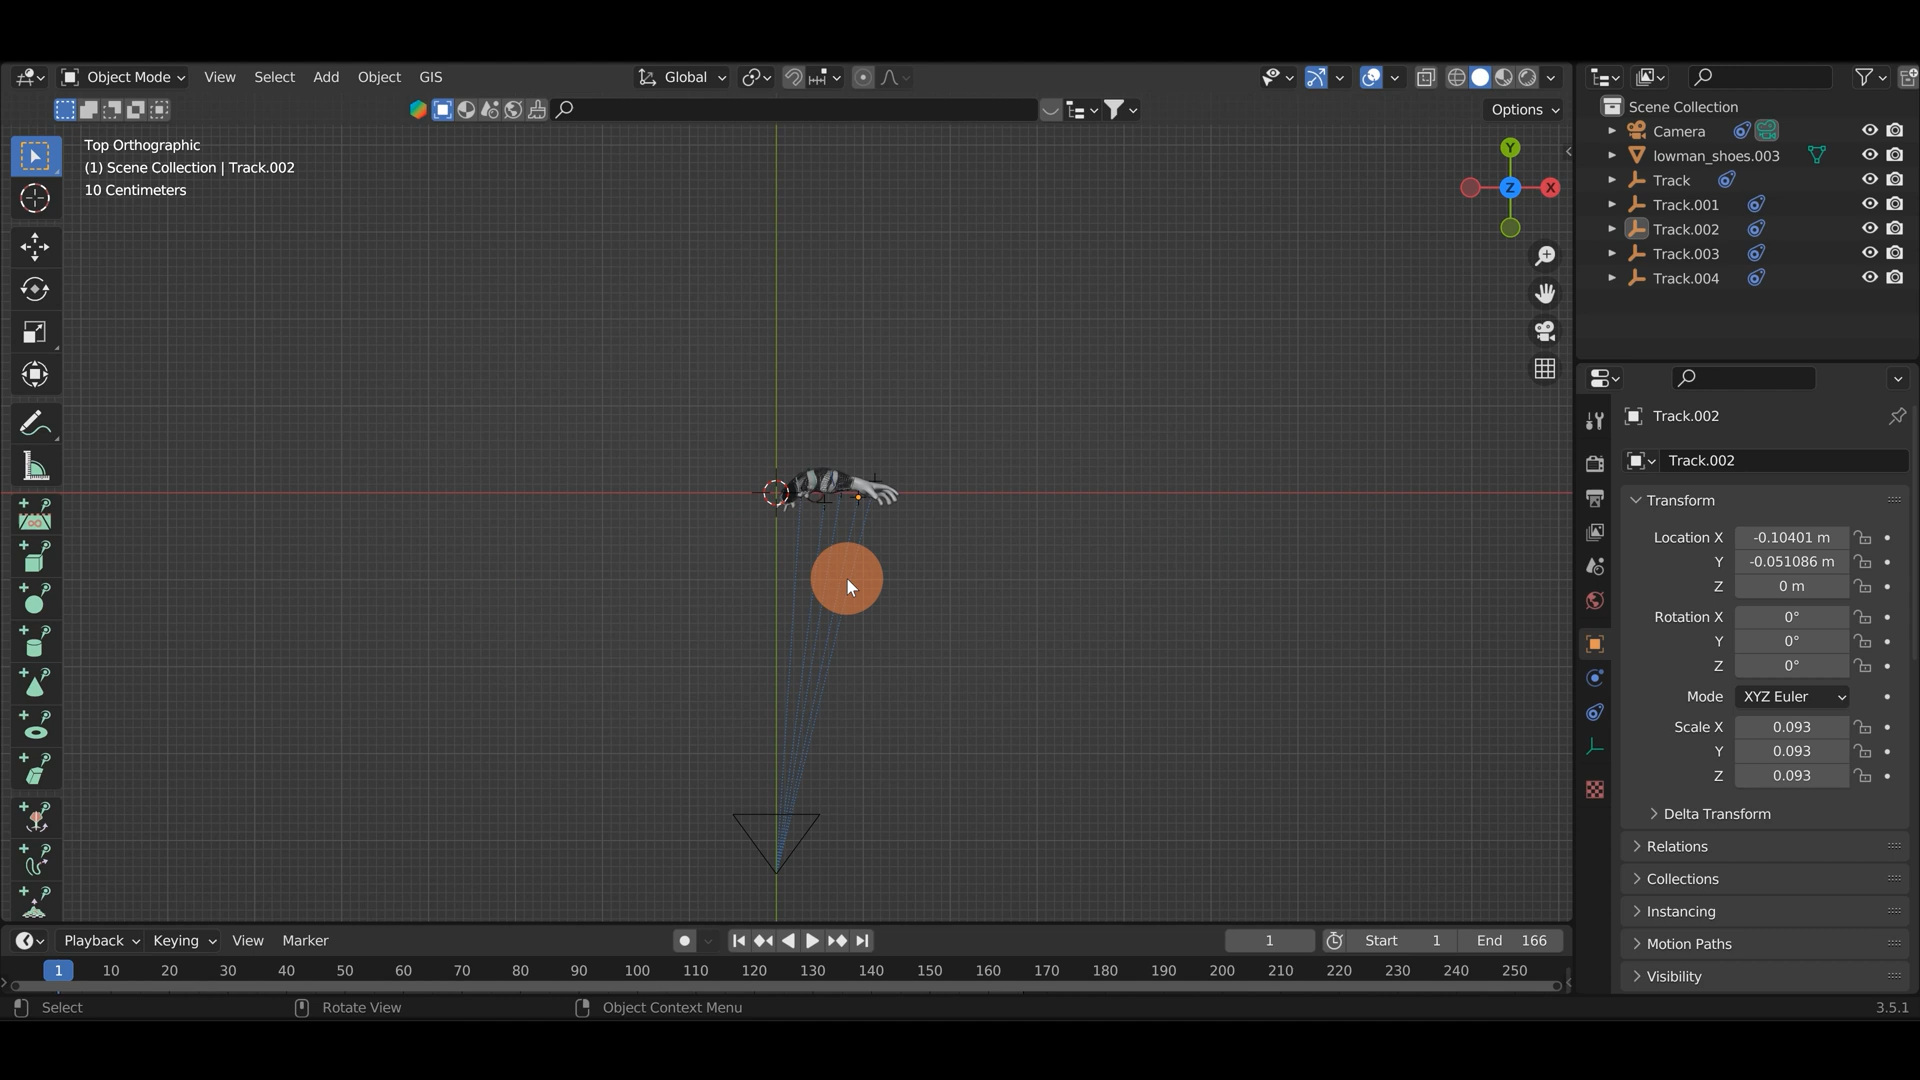 Object Mode View Select Add Object GIS
Global
Options
Top Orthographic
(1) Scene Collection | Track.002
10 Centimeters
Y
Z
X
Scene Collection
Camera
lowman_shoes.003
Track
Track.001
Track.002
Track.003
Track.004
Track.002
Track.002
Transform
Location X -0.10401 m
Y -0.051086 m
Z 0 m
Rotation X 0°
Y 0°
Z 0°
Mode XYZ Euler
Scale X 0.093
Y 0.093
Z 0.093
Delta Transform
Relations
Collections
Instancing
Motion Paths
Visibility
Playback Keying View Marker
1 Start 1 End 166
1 10 20 30 40 50 60 70 80 90 100 110 120 130 140 150 160 170 180 190 200 210 220 230 240 250
Select Rotate View Object Context Menu 3.5.1